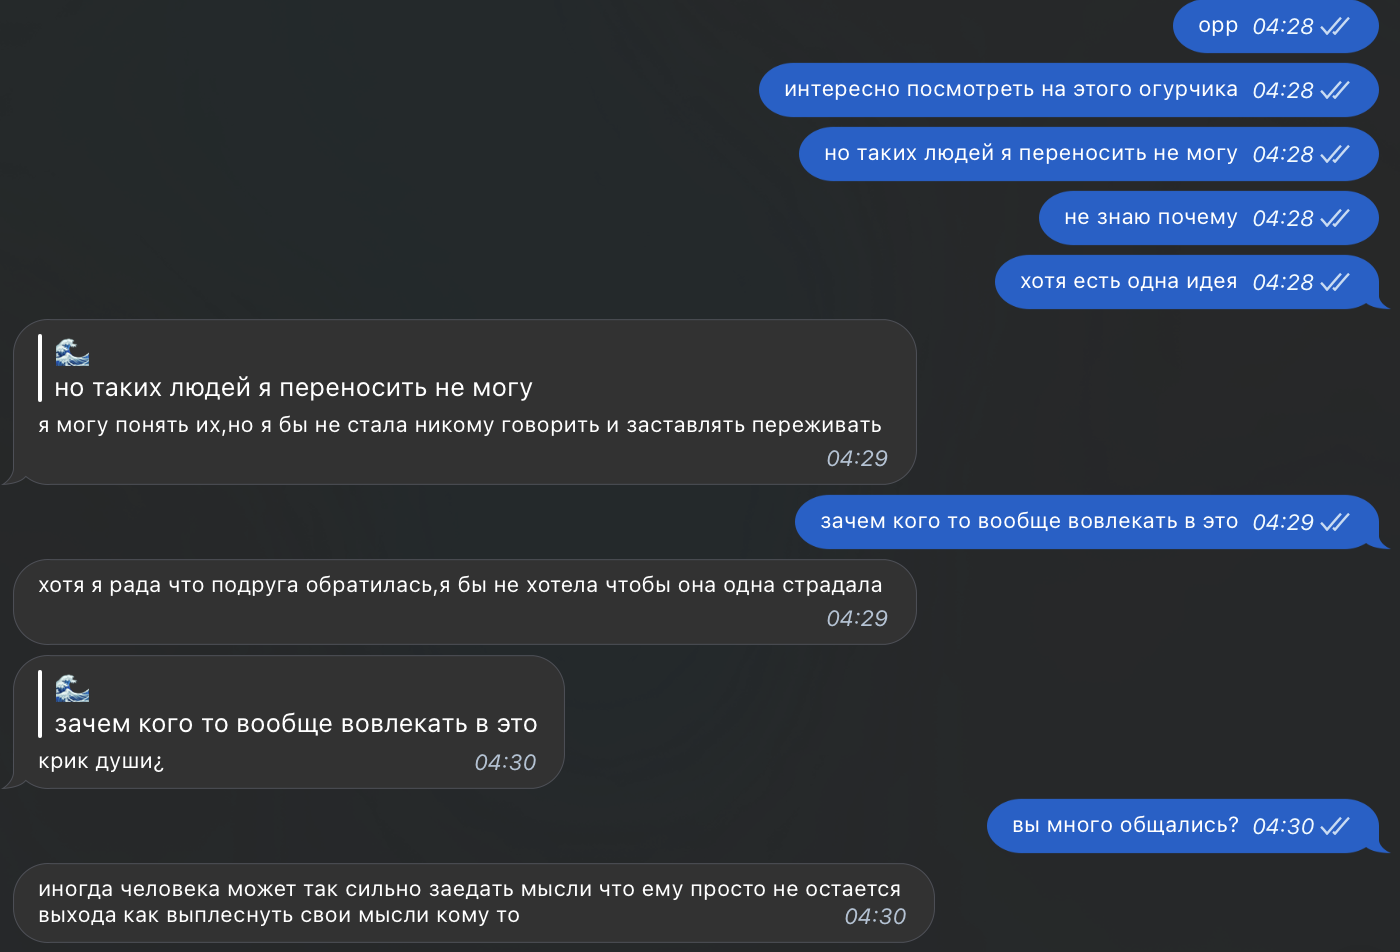 орр 04:28
интересно посмотреть на этого огурчика 04:28
но таких людей я переносить не могу 04:28
не знаю почему 04:28
хотя есть одна идея 04:28
🌊
но таких людей я переносить не могу
я могу понять их,но я бы не стала никому говорить и заставлять переживать
04:29
зачем кого то вообще вовлекать в это 04:29
хотя я рада что подруга обратилась,я бы не хотела чтобы она одна страдала
04:29
🌊
зачем кого то вообще вовлекать в это
крик души¿ 04:30
вы много общались? 04:30
иногда человека может так сильно заедать мысли что ему просто не остается
выхода как выплеснуть свои мысли кому то 04:30